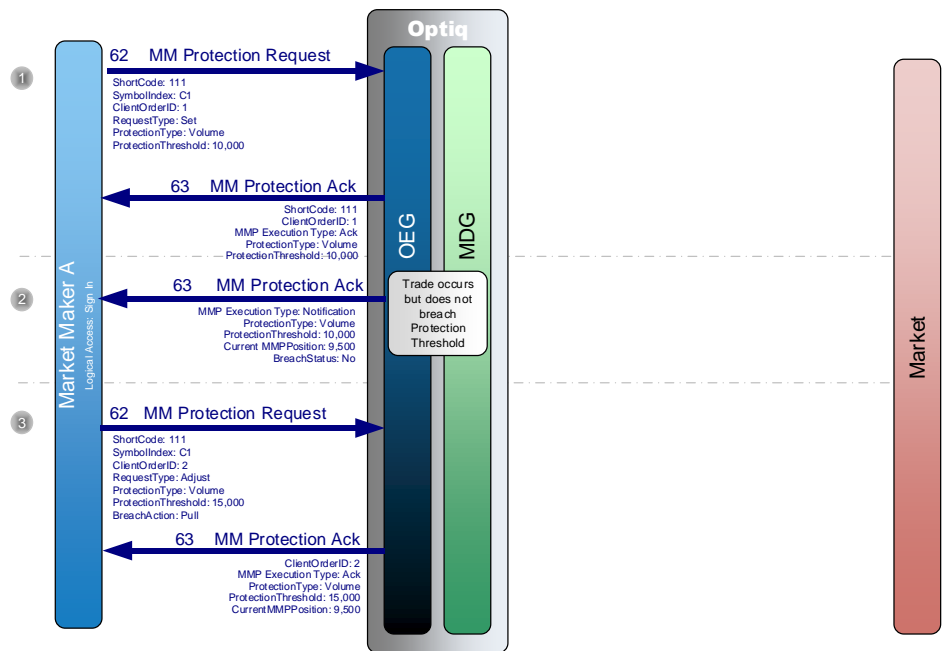 Optiq
Market Maker A
Logical Access: Sign In
OEG
MDG
Market
1
62 MM Protection Request
ShortCode: 111
SymbolIndex: C1
ClientOrderID: 1
RequestType: Set
ProtectionType: Volume
ProtectionThreshold: 10,000
63 MM Protection Ack
ShortCode: 111
ClientOrderID: 1
MMP Execution Type: Ack
ProtectionType: Volume
ProtectionThreshold: 10,000
2
63 MM Protection Ack
MMP Execution Type: Notification
ProtectionType: Volume
ProtectionThreshold: 10,000
Current MMPPosition: 9,500
BreachStatus: No
Trade occurs
but does not
breach
Protection
Threshold
3
62 MM Protection Request
ShortCode: 111
SymbolIndex: C1
ClientOrderID: 2
RequestType: Adjust
ProtectionType: Volume
ProtectionThreshold: 15,000
BreachAction: Pull
63 MM Protection Ack
ClientOrderID: 2
MMP Execution Type: Ack
ProtectionType: Volume
ProtectionThreshold: 15,000
CurrentMMPPosition: 9,500